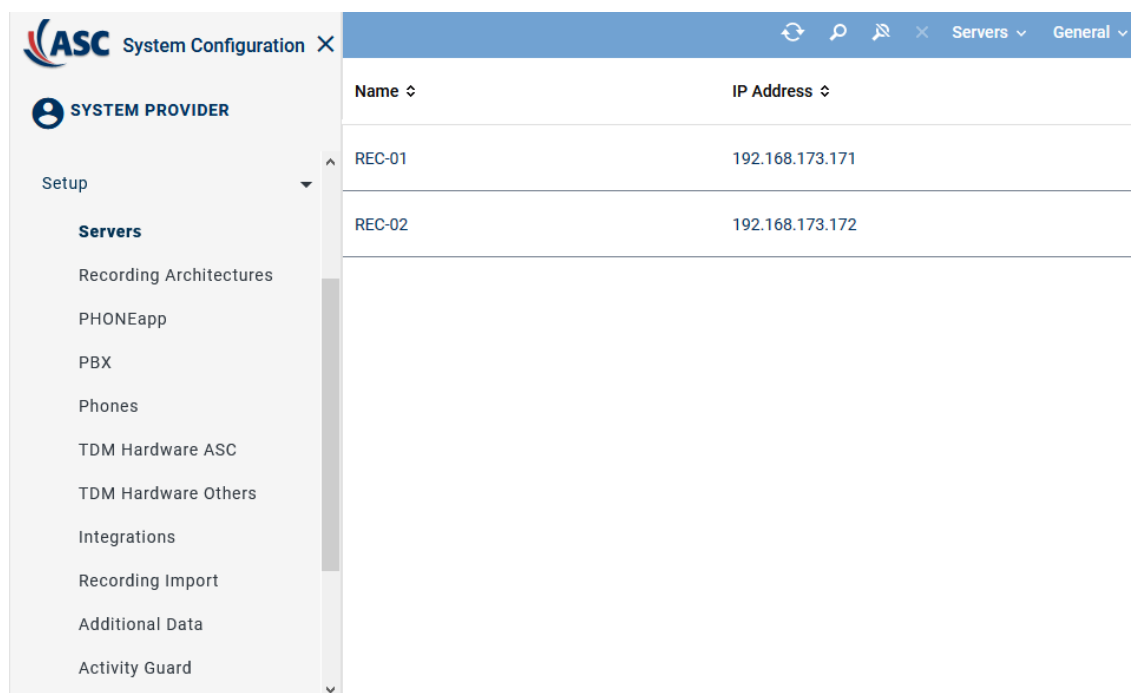 ASC System Configuration
SYSTEM PROVIDER
Setup
Servers
Recording Architectures
PHONEapp
PBX
Phones
TDM Hardware ASC
TDM Hardware Others
Integrations
Recording Import
Additional Data
Activity Guard
Servers General
Name IP Address
REC-01 192.168.173.171
REC-02 192.168.173.172